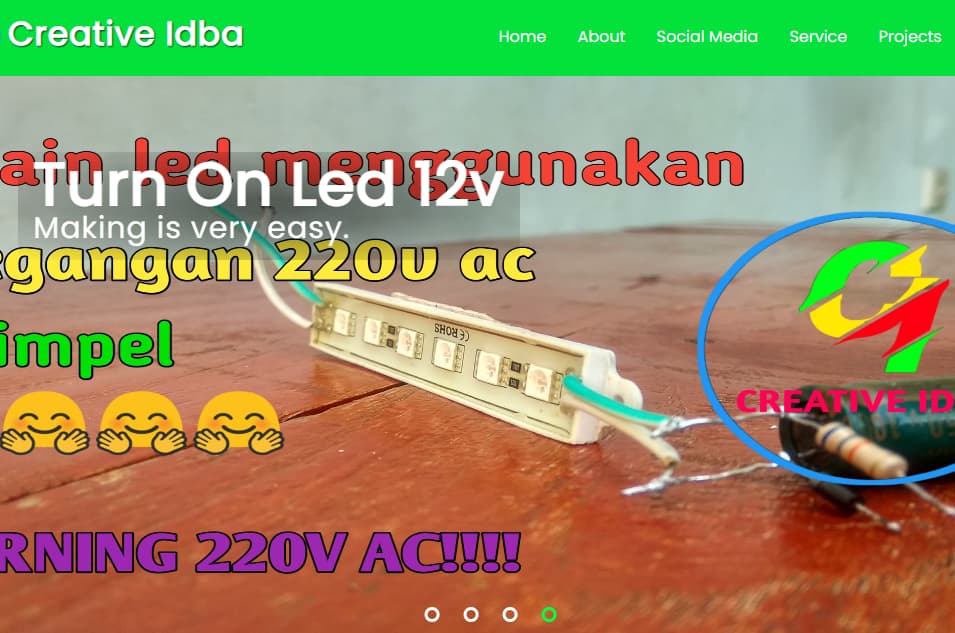 Creative Idba
Home About Social Media Service Projects
ain led menggunakan
Turn On Led 12v
Making is very easy.
egangan 220v ac
impel
CE ROHS
CREATIVE ID
RNING 220V AC!!!!